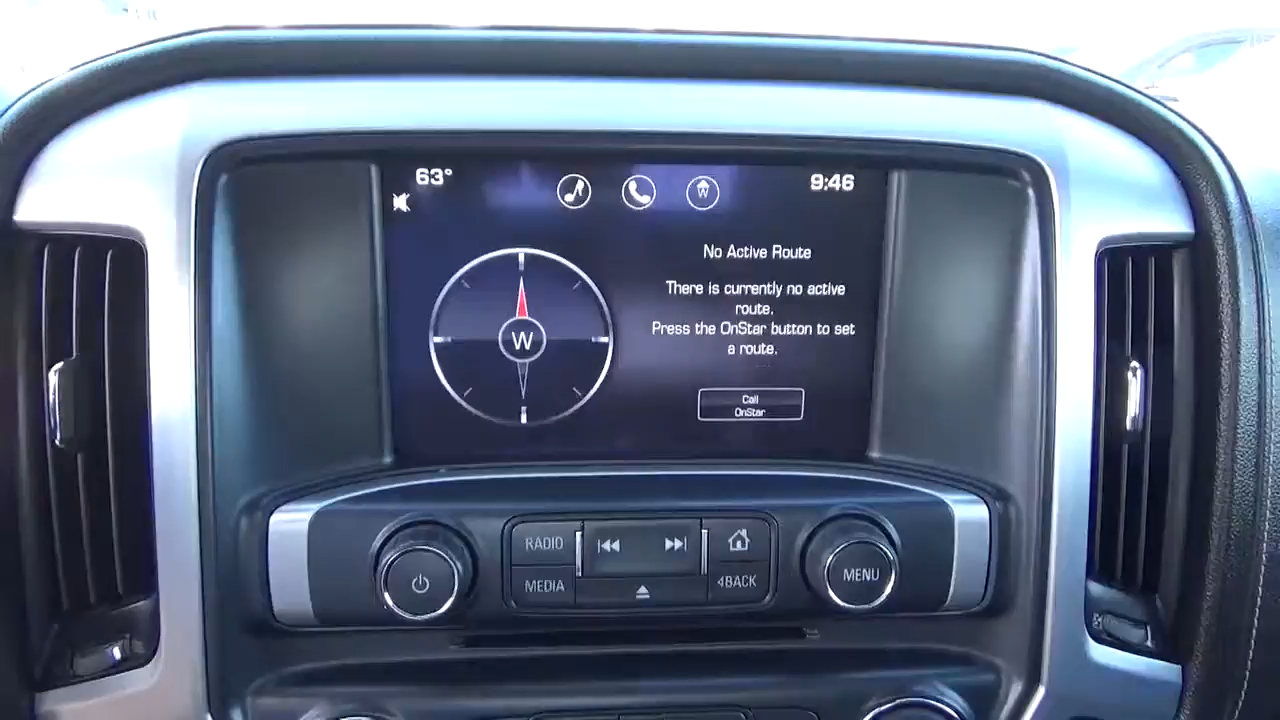 63°
W
9:46
No Active Route
There is currently no active
route.
Press the OnStar button to set
a route.
W
Call
OnStar
RADIO
MEDIA
BACK
MENU